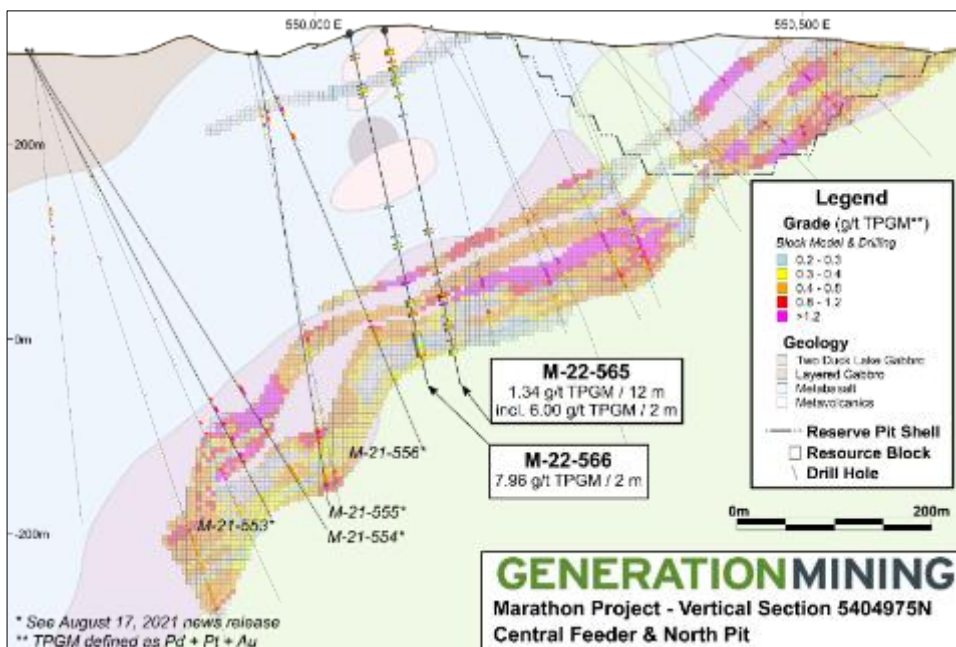 550,000 E
550,500 E
200m
0m
-200m
M-21-556*
M-21-553*
M-21-555*
M-21-554*
M-22-565
1.34 g/t TPGM / 12 m
incl. 6.00 g/t TPGM / 2 m
M-22-566
7.96 g/t TPGM / 2 m
Legend
Grade (g/t TPGM**)
Block Model & Drilling
0.2 - 0.3
0.3 - 0.4
0.4 - 0.8
0.8 - 1.2
>1.2
Geology
Two Duck Lake Gabbro
Layered Gabbro
Metabasalt
Metavolcanics
Reserve Pit Shell
Resource Block
Drill Hole
0m
200m
GENERATIONMINING
Marathon Project - Vertical Section 5404975N
Central Feeder & North Pit
* See August 17, 2021 news release
** TPGM defined as Pd + Pt + Au